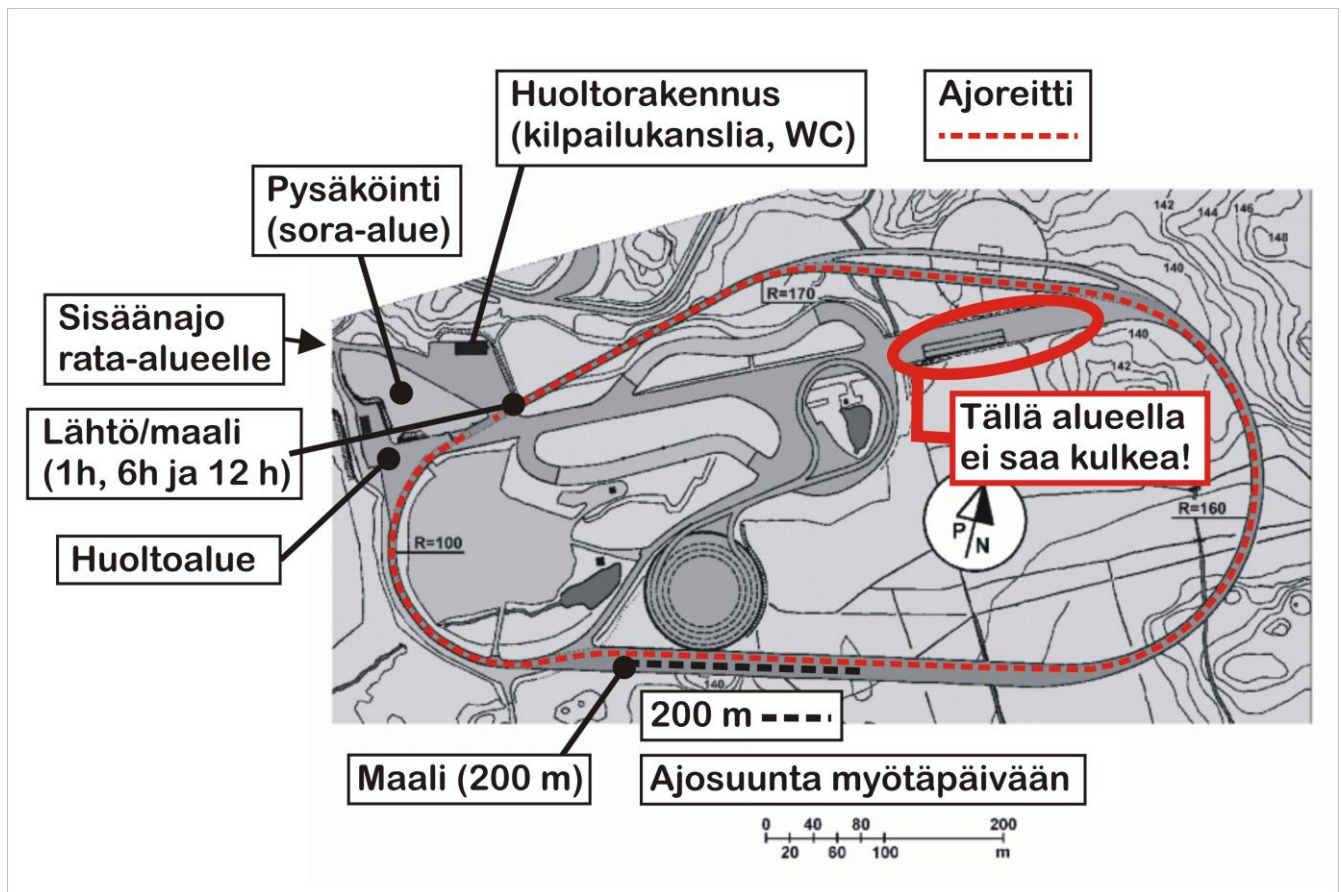 Huoltorakennus
(kilpailukanslia, WC)
Ajoreitti
Pysäköinti
(sora-alue)
Sisäänajo
rata-alueelle
Lähtö/maali
(1h, 6h ja 12 h)
Huoltoalue
142
144
146
148
140
R=170
140
142
Tällä alueella
ei saa kulkea!
P
N
R=160
R=100
140
200 m
Maali (200 m)
Ajosuunta myötäpäivään
0 40 80 200
20 60 100 m